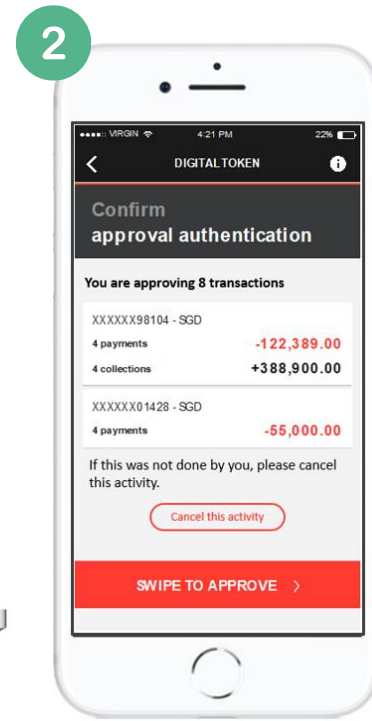 2
VIRGIN 4:21 PM 22%
DIGITAL TOKEN
Confirm
approval authentication
You are approving 8 transactions
XXXXXX98104 - SGD
4 payments -122,389.00
4 collections +388,900.00
XXXXXX01428 - SGD
4 payments -55,000.00
If this was not done by you, please cancel
this activity.
Cancel this activity
SWIPE TO APPROVE >